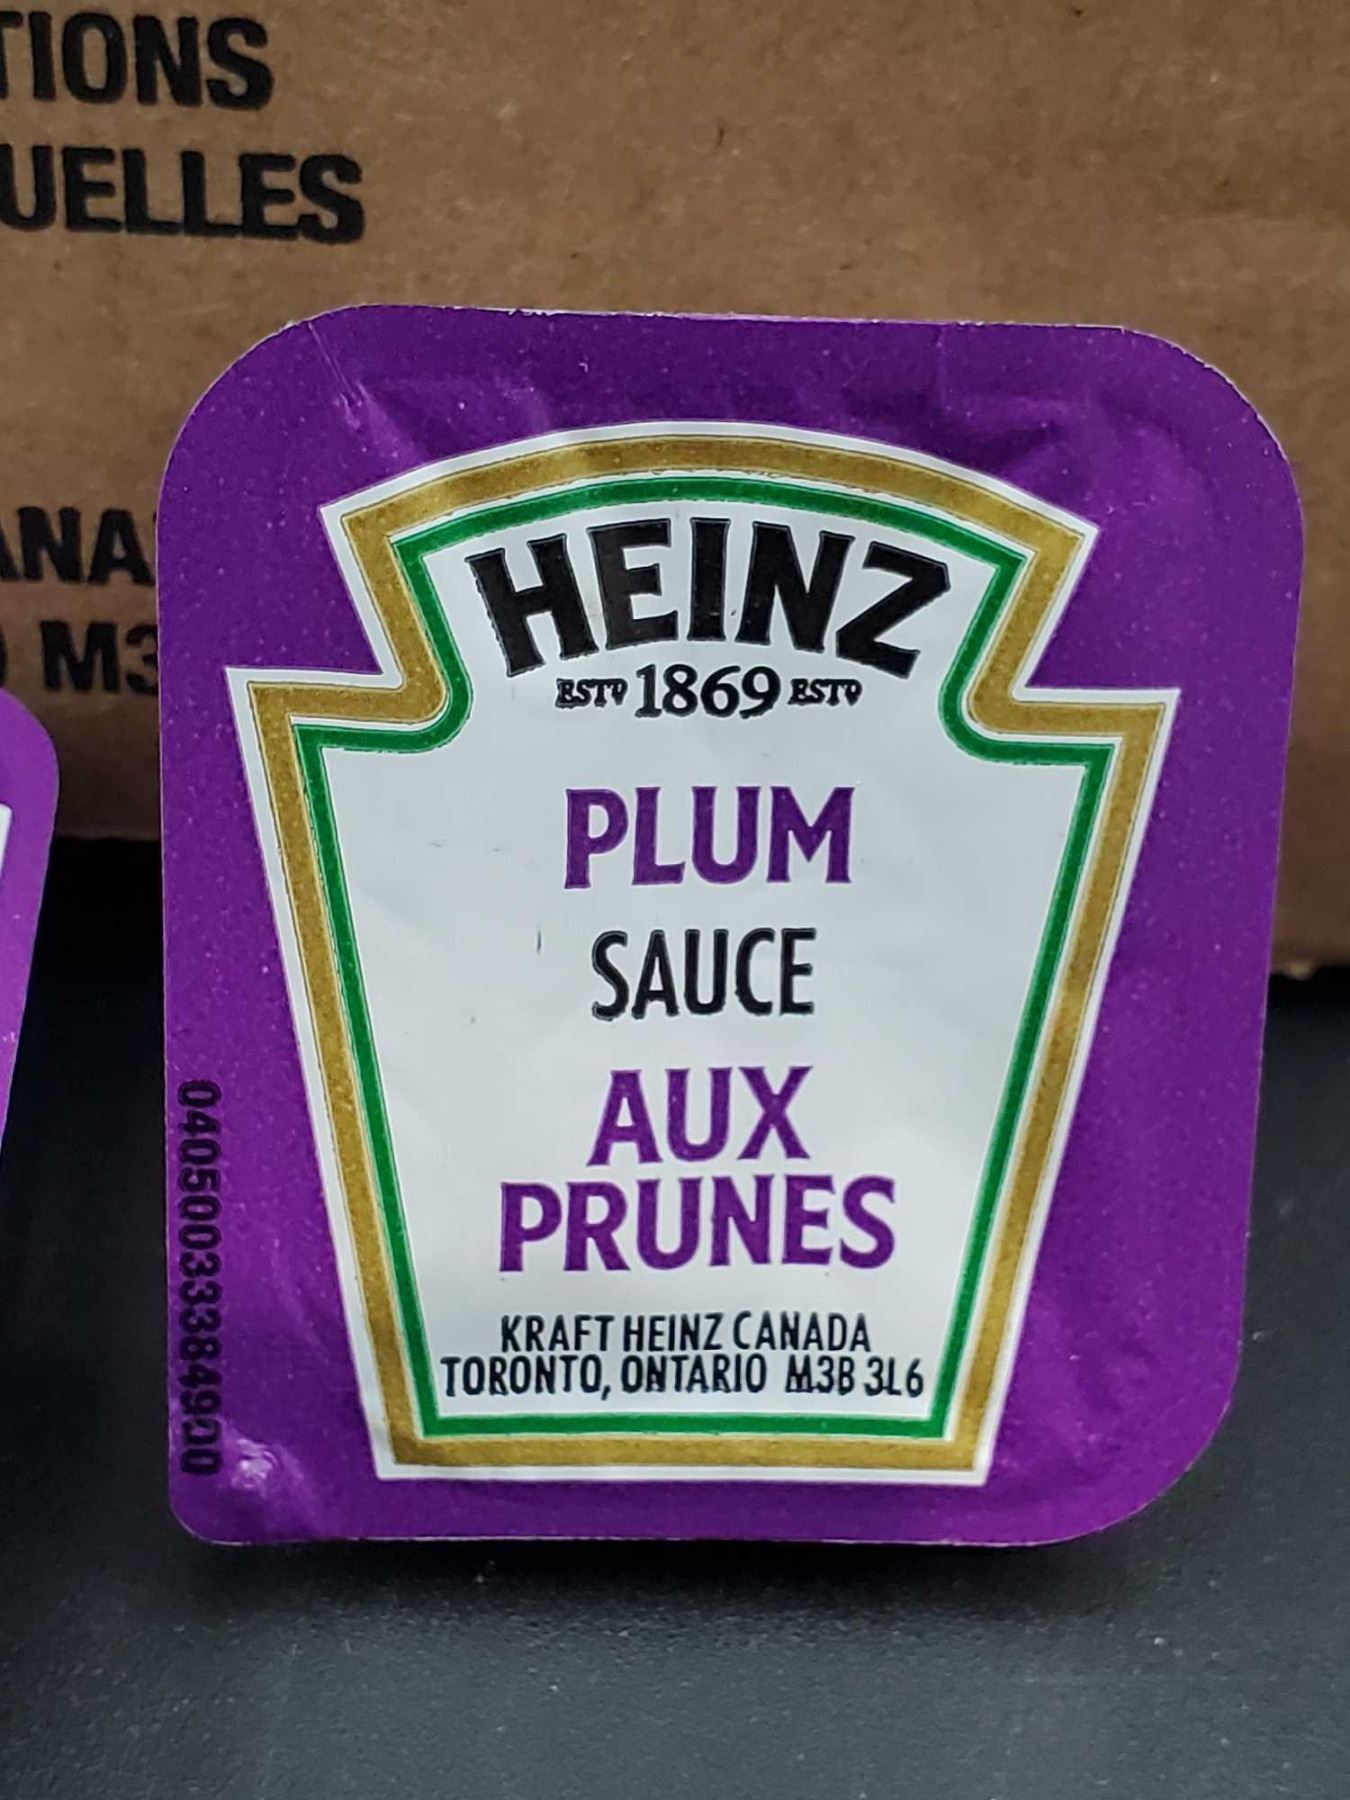 TIONS
UELLES
ANA
M3
HEINZ
ESTD 1869 ESTD
PLUM
SAUCE
AUX
PRUNES
KRAFT HEINZ CANADA
TORONTO, ONTARIO M3B 3L6
04050033384900